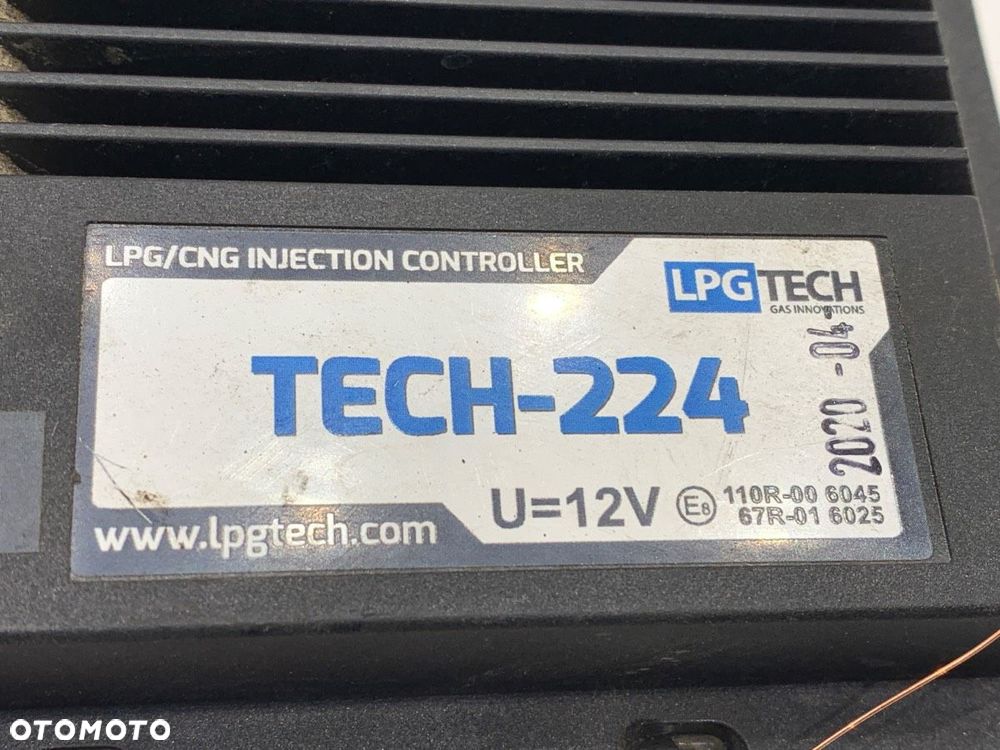 LPG/CNG INJECTION CONTROLLER
LPGTECH
GAS INNOVATIONS
TECH-224
2020 -04-
U=12V
E8
110R-00 6045
67R-01 6025
www.lpgtech.com
OTOMOTO